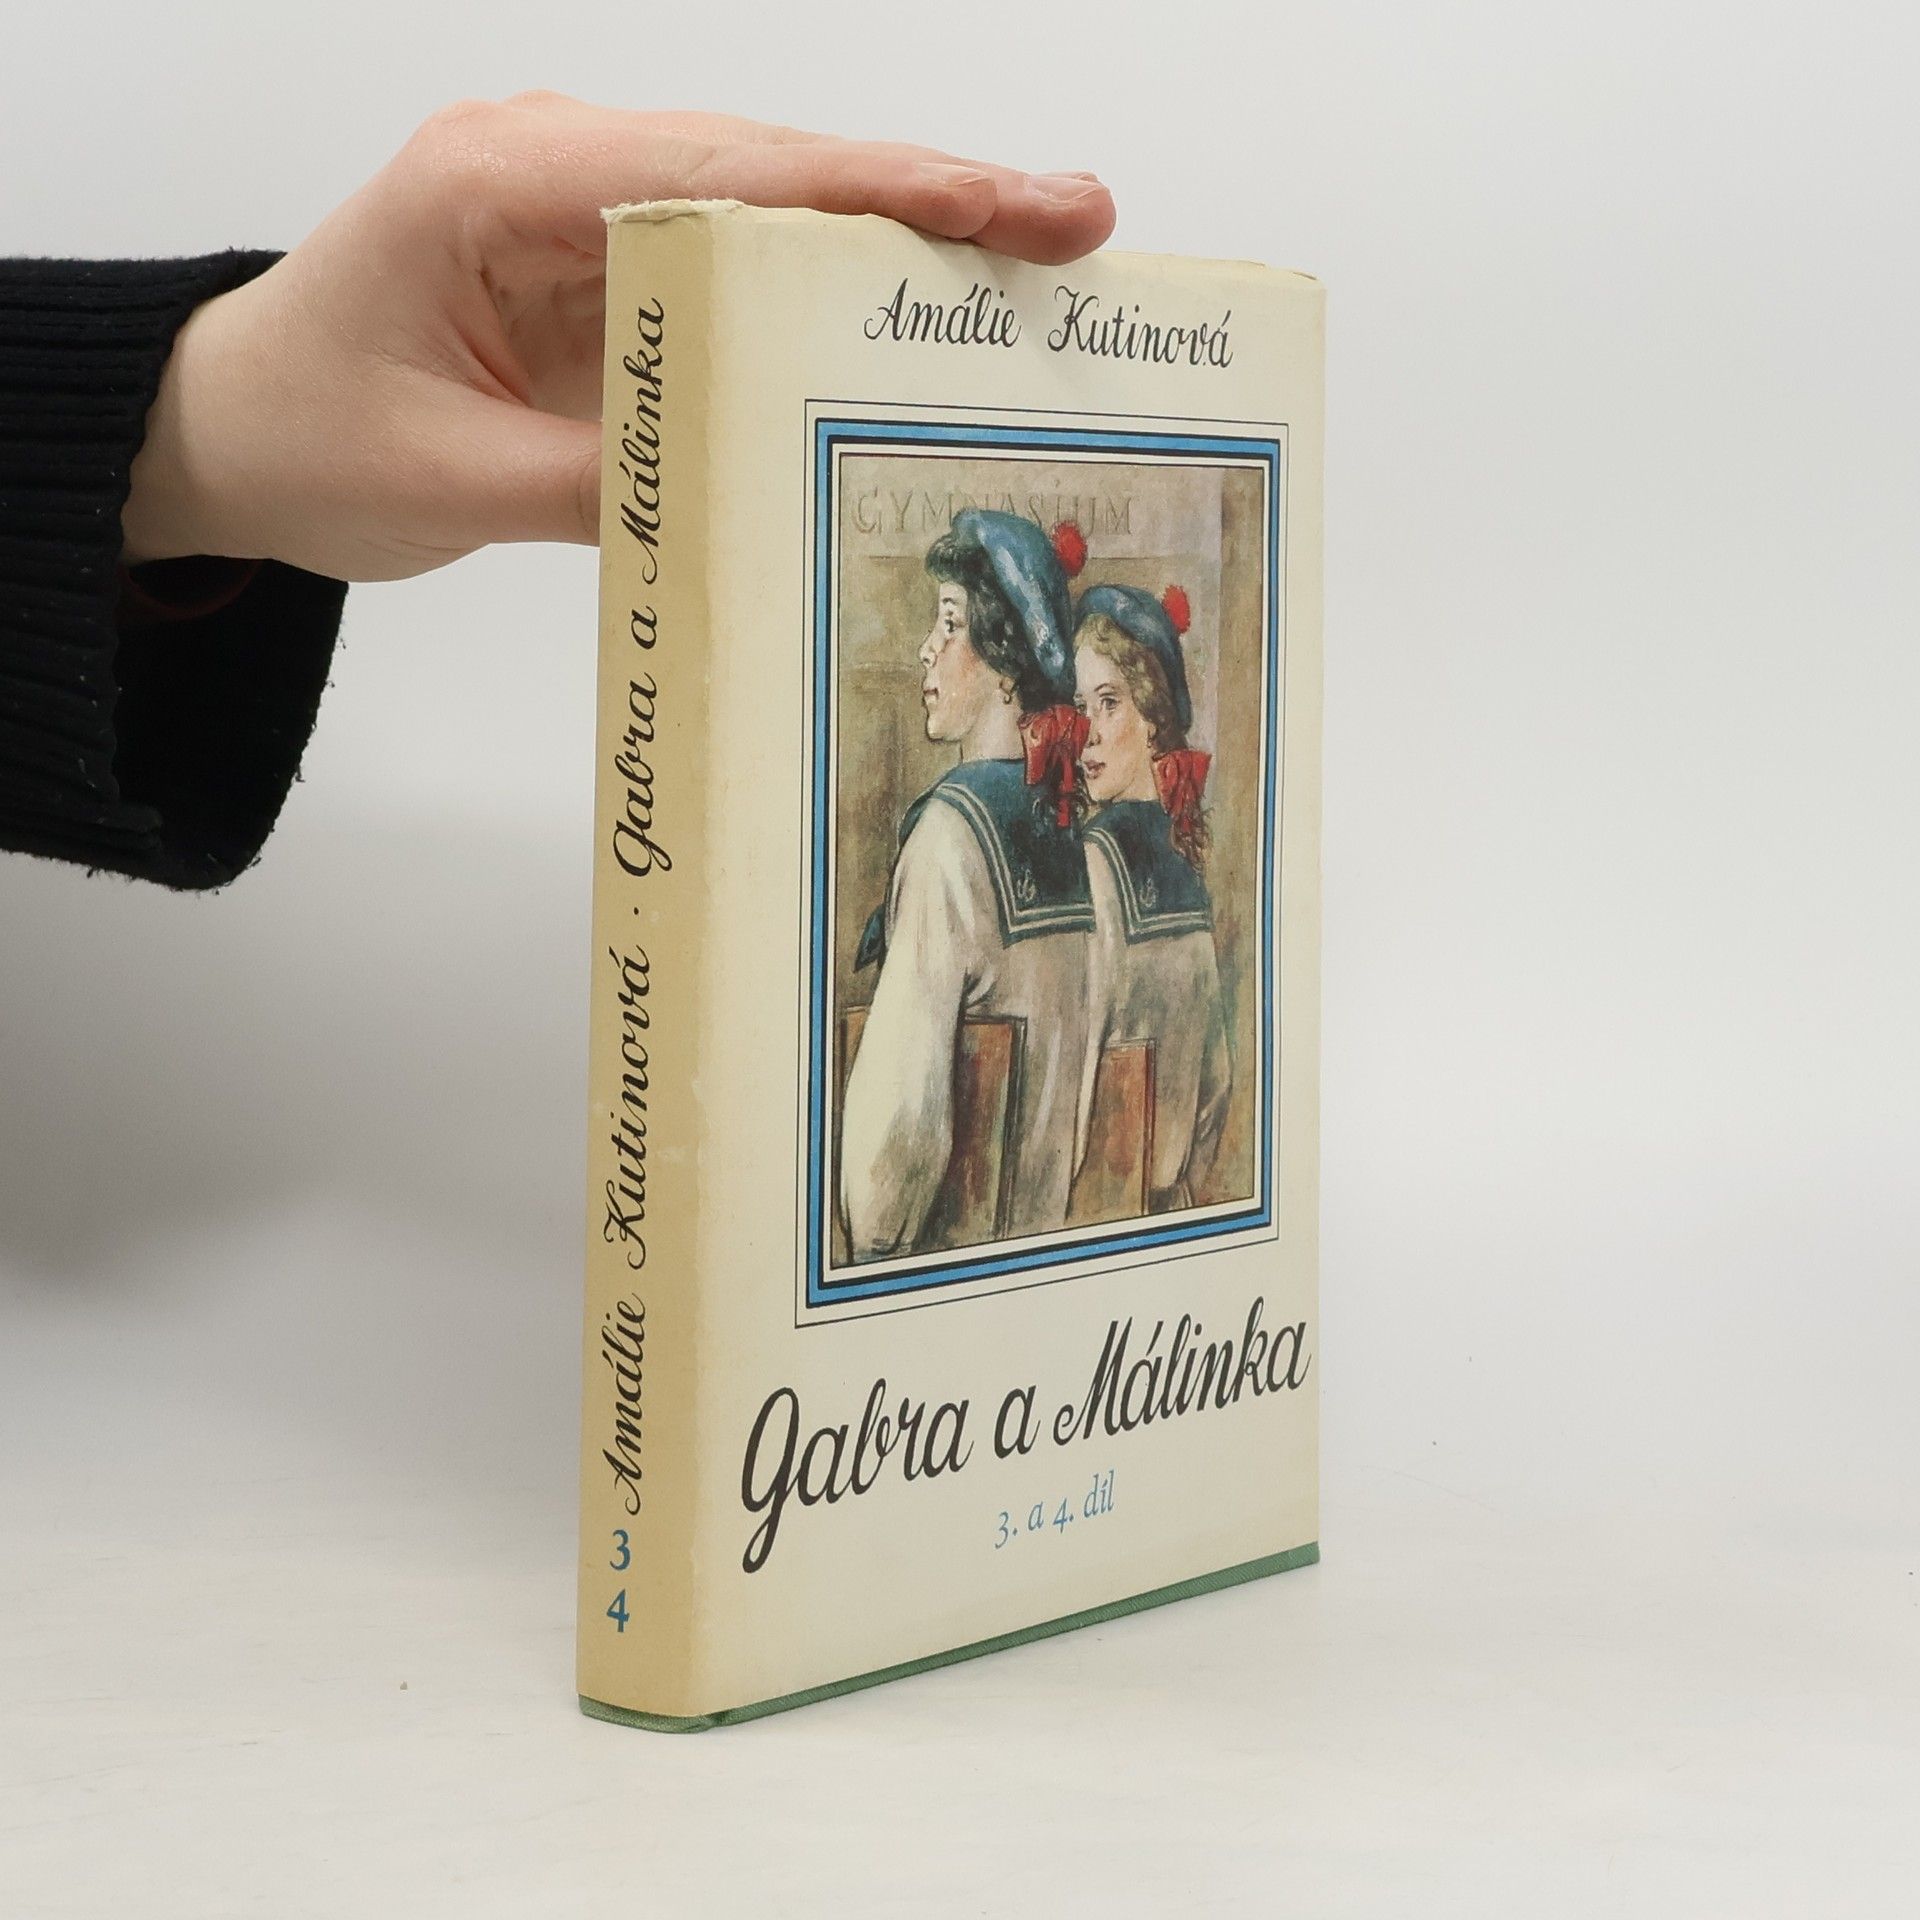 Amálie Kutinová
GYMNASIUM
Gabra a Málinka
3. a 4. díl
Amálie Kutinová · Gabra a Málinka
3
4